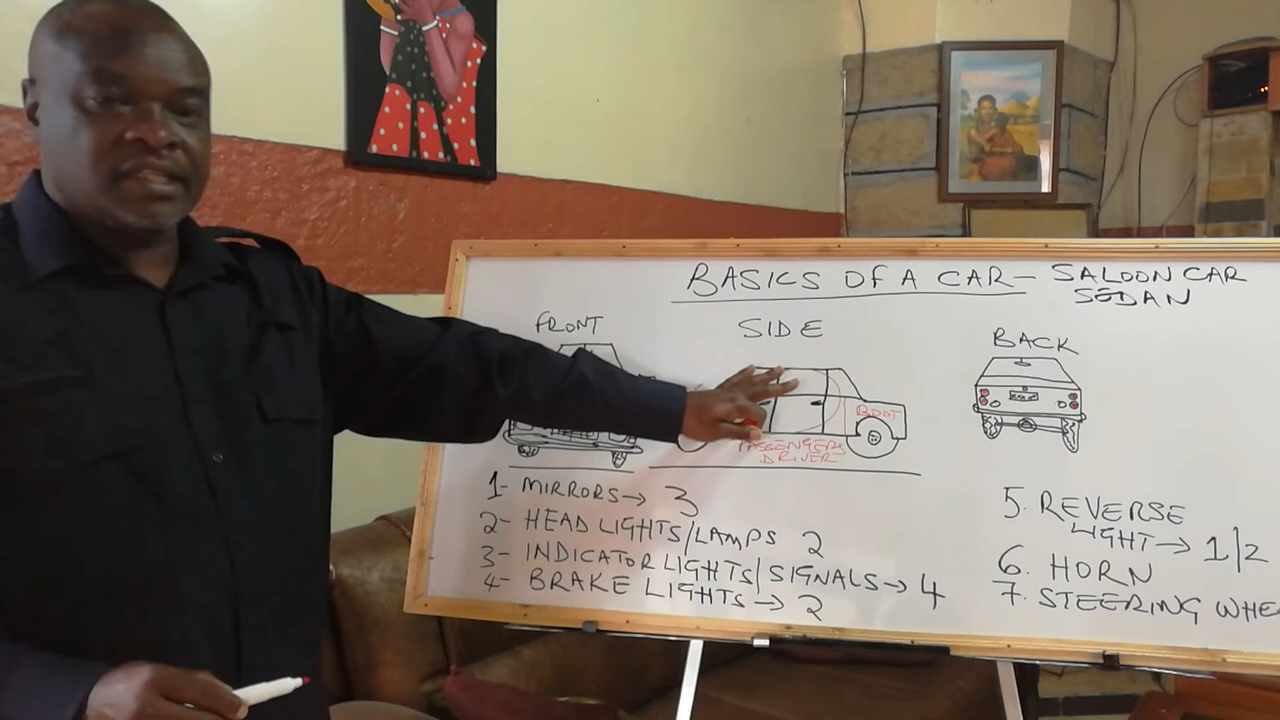 BASICS OF A CAR – SALOON CAR
SEDAN
FRONT
SIDE
BACK
BOOT
PASSENGERS
DRIVER
1- MIRRORS → 3
2- HEAD LIGHTS/LAMPS 2
3- INDICATOR LIGHTS/SIGNALS → 4
4- BRAKE LIGHTS → 2
5. REVERSE
LIGHT → 1/2
6. HORN
7. STEERING WHE